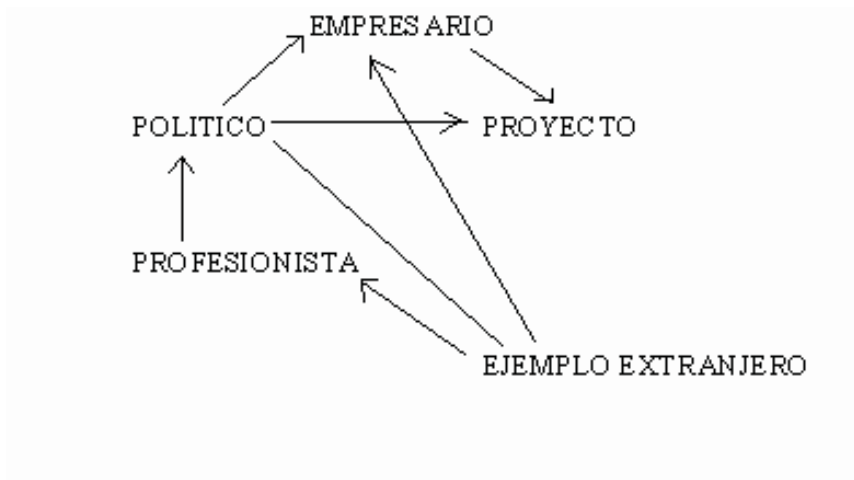 EMPRESARIO
POLITICO
PROYECTO
PROFESIONISTA
EJEMPLO EXTRANJERO